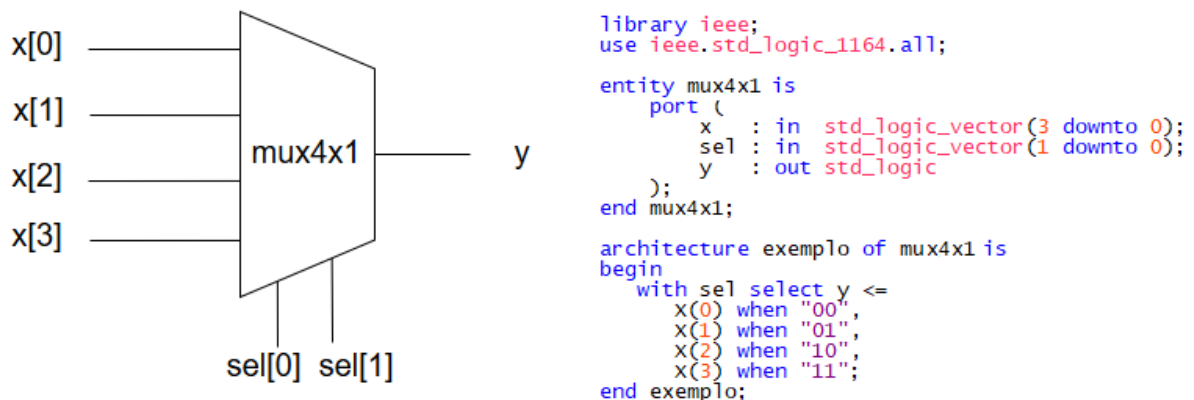 x[0]
x[1]
x[2]
x[3]
mux4x1
y
sel[0] sel[1]
library ieee;
use ieee.std_logic_1164.all;
entity mux4x1 is
port (
x : in std_logic_vector(3 downto 0);
sel : in std_logic_vector(1 downto 0);
y : out std_logic
);
end mux4x1;
architecture exemplo of mux4x1 is
begin
with sel select y <=
x(0) when "00",
x(1) when "01",
x(2) when "10",
x(3) when "11";
end exemplo;